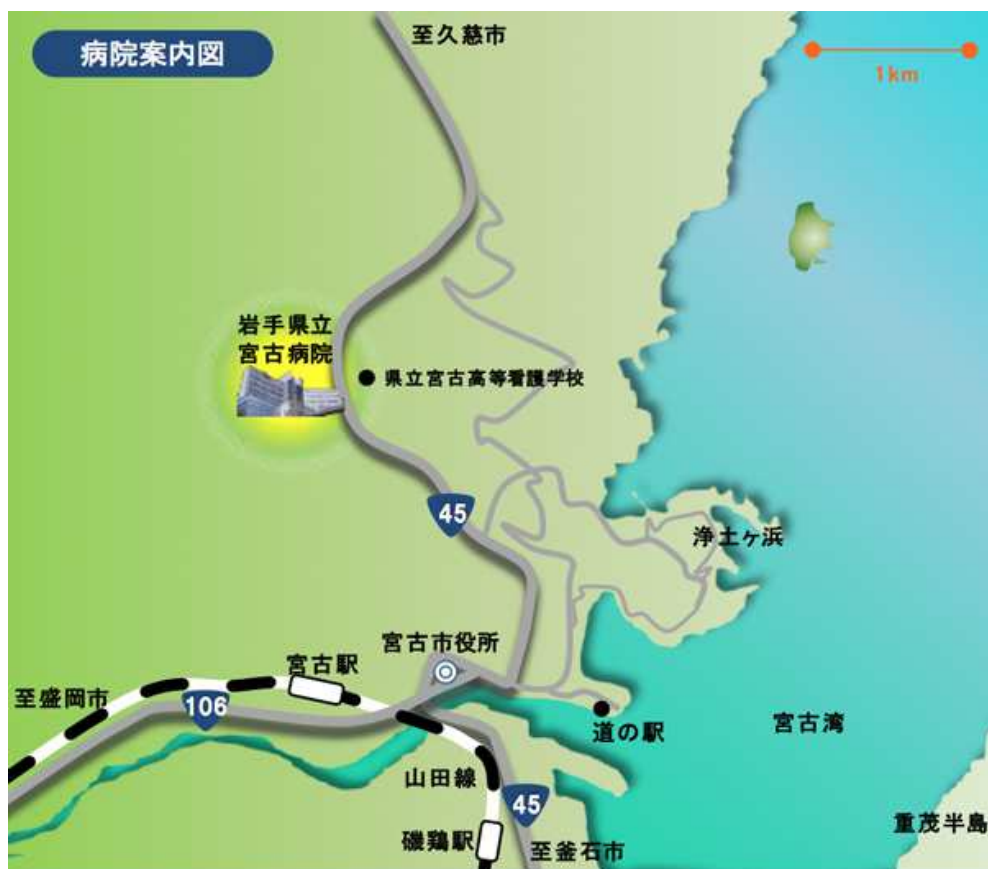 病院案内図
至久慈市
1km
岩手県立
宮古病院
県立宮古高等看護学校
45
浄土ヶ浜
宮古市役所
宮古駅
至盛岡市
106
道の駅
宮古湾
山田線
45
磯鶏駅
至釜石市
重茂半島